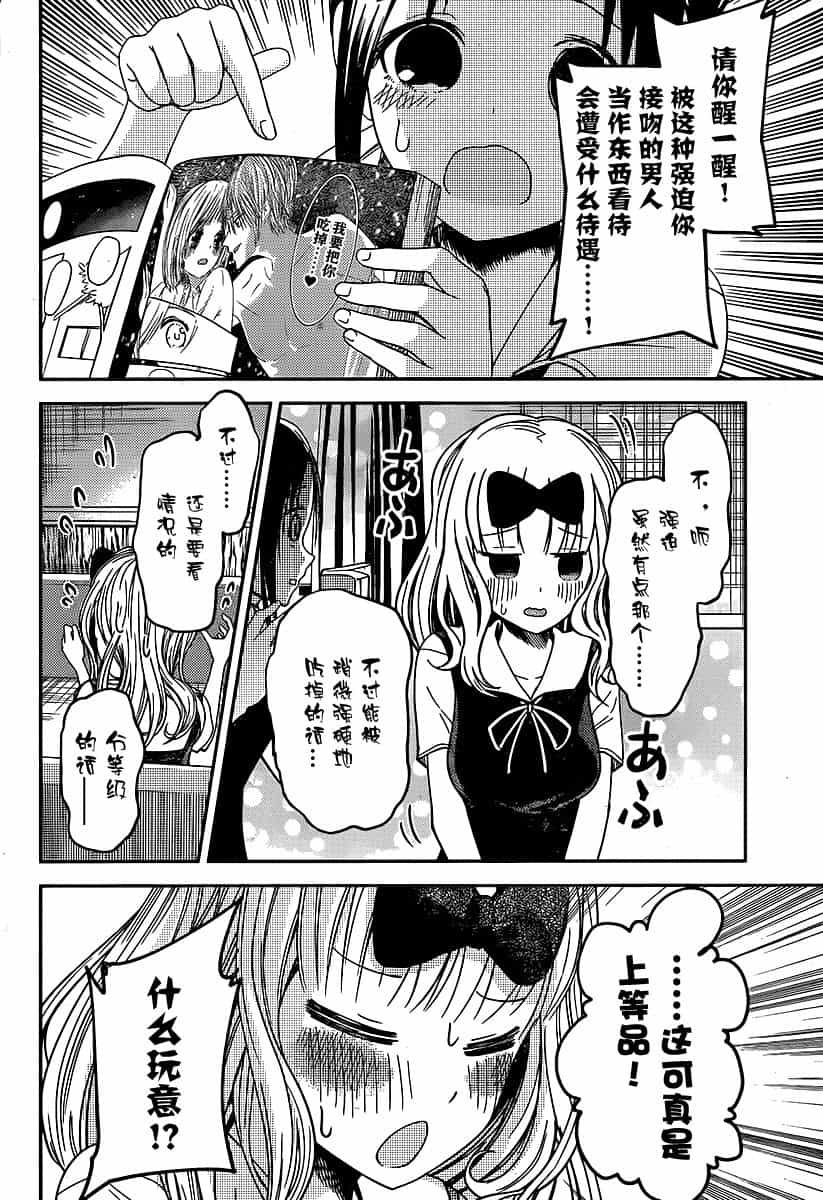 请你醒一醒！
被这种强迫你
接吻的男人
当作东西看待
会遭受什么待遇……！
我要把你
吃掉……♥
不，呃
强迫
虽然有点那个……
あふ
あふ
不过能被
稍微强硬地
吃掉的话…
不过……
还是要看
情况的
分等级
的话——
……这可真是
上等品！
什么玩意!?